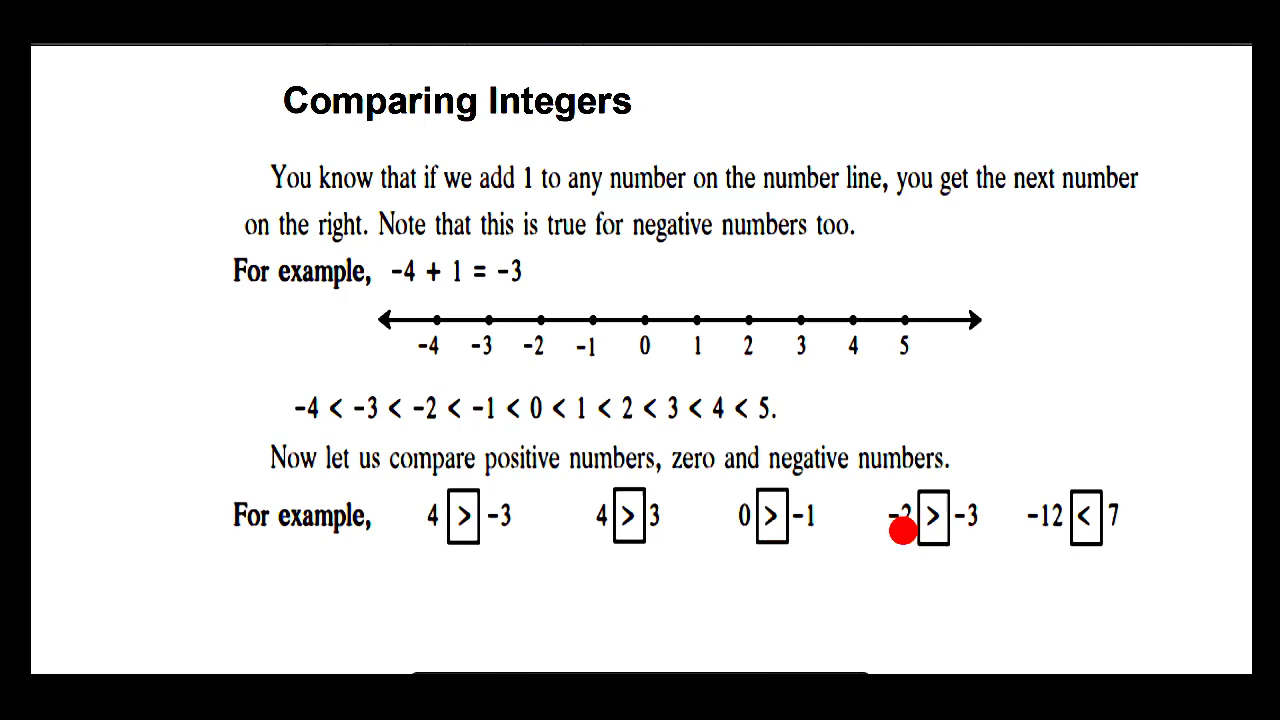 Comparing Integers
You know that if we add 1 to any number on the number line, you get the next number
on the right. Note that this is true for negative numbers too.
For example, -4 + 1 = -3
-4 -3 -2 -1 0 1 2 3 4 5
-4 < -3 < -2 < -1 < 0 < 1 < 2 < 3 < 4 < 5.
Now let us compare positive numbers, zero and negative numbers.
For example, 4 > -3 4 > 3 0 > -1 -2 > -3 -12 < 7